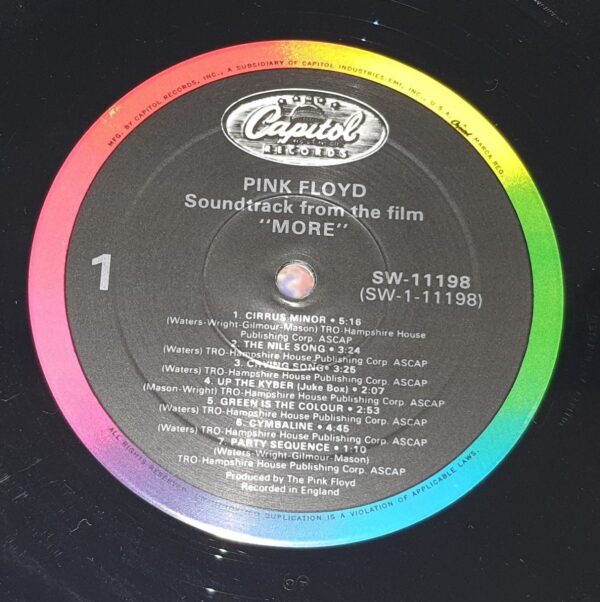 MFG. BY CAPITOL RECORDS, INC., A SUBSIDIARY OF CAPITOL INDUSTRIES-EMI, INC., U.S.A. Capitol MARCA REG.
Capitol
RECORDS
PINK FLOYD
Soundtrack from the film
"MORE"
1
SW-11198
(SW-1-11198)
1. CIRRUS MINOR • 5:16
(Waters-Wright-Gilmour-Mason) TRO-Hampshire House
Publishing Corp. ASCAP
2. THE NILE SONG • 3:24
(Waters) TRO-Hampshire House Publishing Corp. ASCAP
3. CRYING SONG • 3:25
(Waters) TRO-Hampshire House Publishing Corp. ASCAP
4. UP THE KYBER (Juke Box) • 2:07
(Mason-Wright) TRO-Hampshire House Publishing Corp. ASCAP
5. GREEN IS THE COLOUR • 2:53
(Waters) TRO-Hampshire House Publishing Corp. ASCAP
6. CYMBALINE • 4:45
(Waters) TRO-Hampshire House Publishing Corp. ASCAP
7. PARTY SEQUENCE • 1:10
(Waters-Wright-Gilmour-Mason)
TRO-Hampshire House Publishing Corp. ASCAP
Produced by The Pink Floyd
Recorded in England
ALL RIGHTS RESERVED. DUPLICATION IS A VIOLATION OF APPLICABLE LAWS.